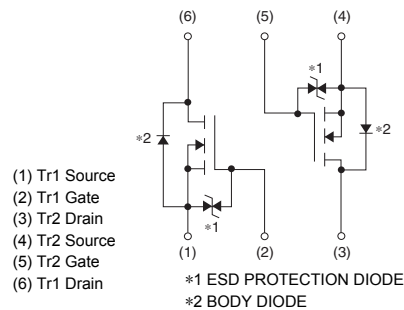 (6) (5) (4)
*1
*2
*2
*1
(1) Tr1 Source
(2) Tr1 Gate
(3) Tr2 Drain
(4) Tr2 Source
(5) Tr2 Gate
(6) Tr1 Drain
(1) (2) (3)
*1 ESD PROTECTION DIODE
*2 BODY DIODE